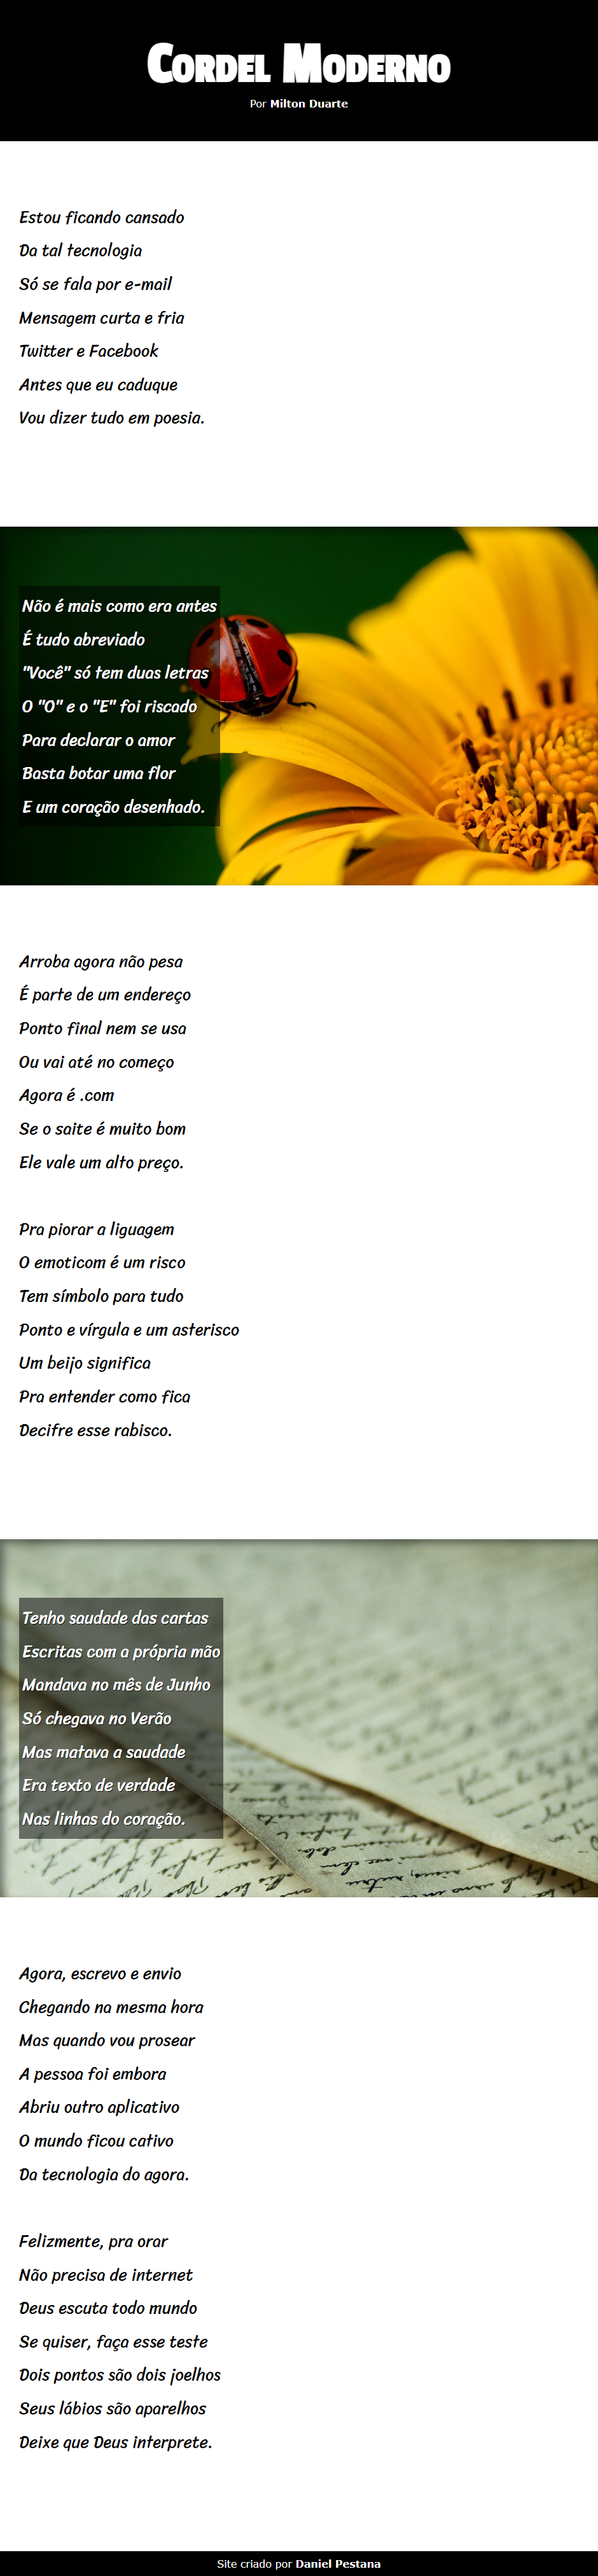 Cordel Moderno
Por Milton Duarte
Estou ficando cansado
Da tal tecnologia
Só se fala por e-mail
Mensagem curta e fria
Twitter e Facebook
Antes que eu caduque
Vou dizer tudo em poesia.
Não é mais como era antes
É tudo abreviado
"Você" só tem duas letras
O "O" e o "E" foi riscado
Para declarar o amor
Basta botar uma flor
E um coração desenhado.
Arroba agora não pesa
É parte de um endereço
Ponto final nem se usa
Ou vai até no começo
Agora é .com
Se o saite é muito bom
Ele vale um alto preço.
Pra piorar a liguagem
O emoticom é um risco
Tem símbolo para tudo
Ponto e vírgula e um asterisco
Um beijo significa
Pra entender como fica
Decifre esse rabisco.
Tenho saudade das cartas
Escritas com a própria mão
Mandava no mês de Junho
Só chegava no Verão
Mas matava a saudade
Era texto de verdade
Nas linhas do coração.
Agora, escrevo e envio
Chegando na mesma hora
Mas quando vou prosear
A pessoa foi embora
Abriu outro aplicativo
O mundo ficou cativo
Da tecnologia do agora.
Felizmente, pra orar
Não precisa de internet
Deus escuta todo mundo
Se quiser, faça esse teste
Dois pontos são dois joelhos
Seus lábios são aparelhos
Deixe que Deus interprete.
Site criado por Daniel Pestana